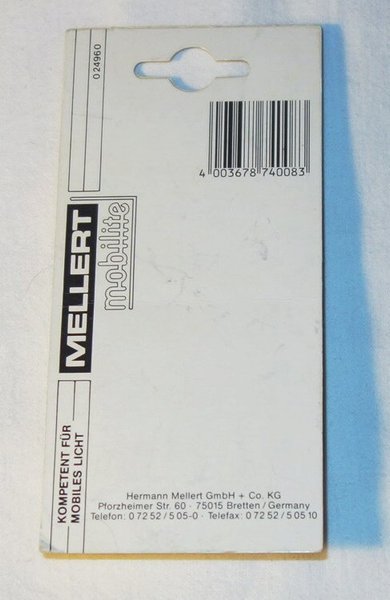 024960
4 003678 740083
MELLERT
mobilite
KOMPETENT FÜR
MOBILES LICHT
Hermann Mellert GmbH + Co. KG
Pforzheimer Str. 60 · 75015 Bretten / Germany
Telefon: 0 72 52 / 5 05-0 · Telefax: 0 72 52 / 5 05 10